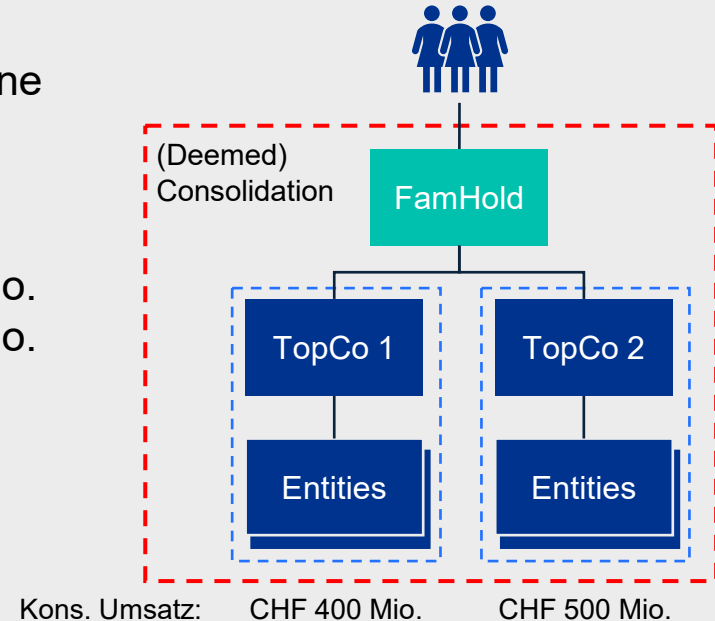 ne
(Deemed)
Consolidation
FamHold
o.
o.
TopCo 1
TopCo 2
Entities
Entities
Kons. Umsatz: CHF 400 Mio. CHF 500 Mio.